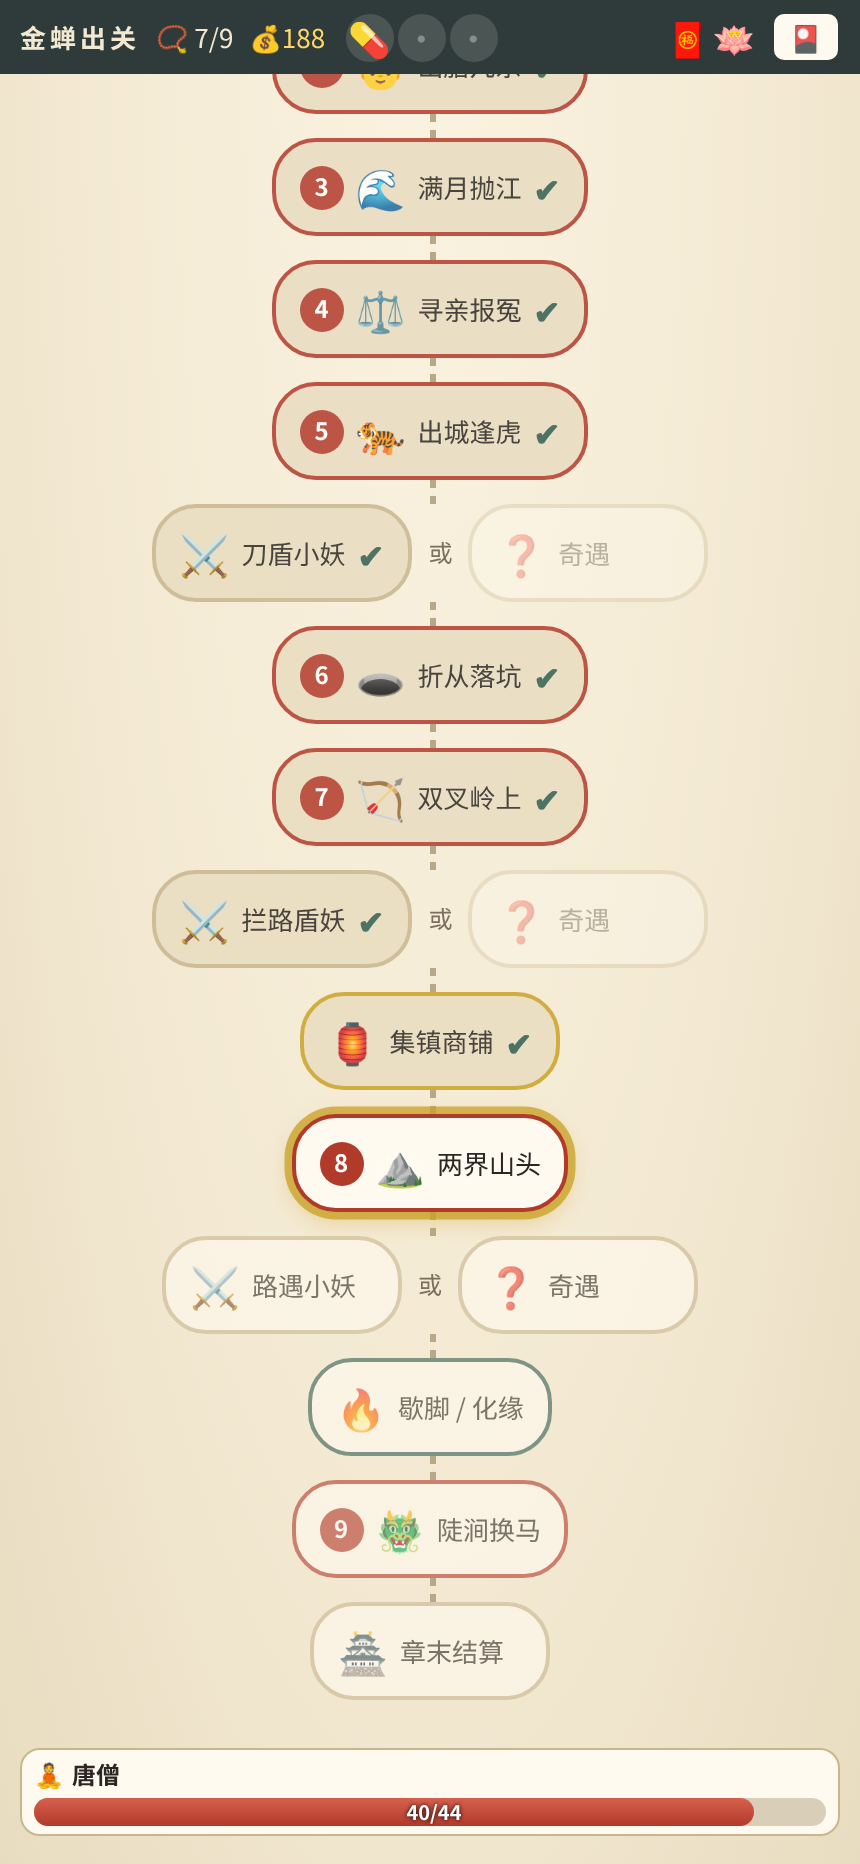 金蝉出关 7/9 188
3 满月抛江
4 寻亲报冤
5 出城逢虎
刀盾小妖 或 奇遇
6 折从落坑
7 双叉岭上
拦路盾妖 或 奇遇
集镇商铺
8 两界山头
路遇小妖 或 奇遇
歇脚 / 化缘
9 陡涧换马
章末结算
唐僧
40/44